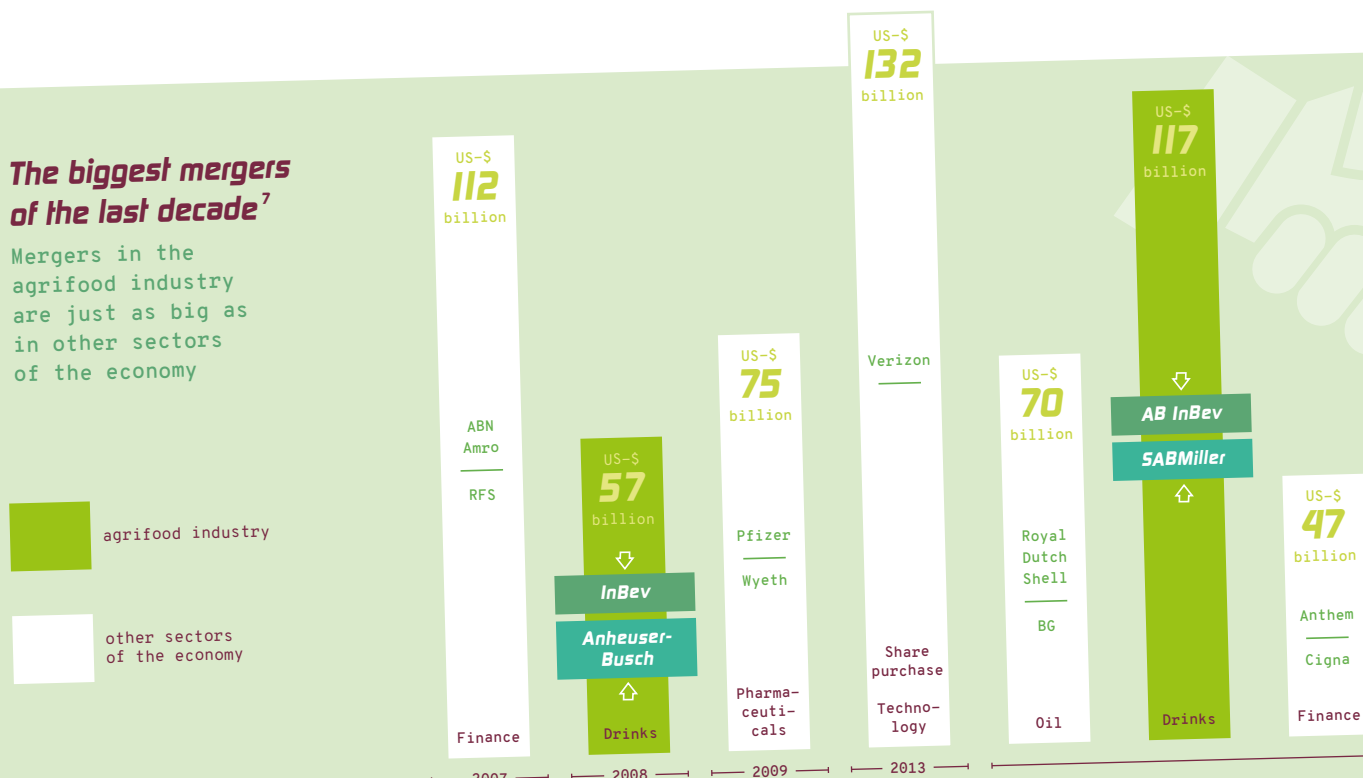 The biggest mergers
of the last decade⁷
Mergers in the
agrifood industry
are just as big as
in other sectors
of the economy
agrifood industry
other sectors
of the economy
US-$
112
billion
ABN
Amro
RFS
Finance
2007
US-$
57
billion
InBev
Anheuser-
Busch
Drinks
2008
US-$
75
billion
Pfizer
Wyeth
Pharma-
ceuti-
cals
2009
US-$
132
billion
Verizon
Share
purchase
Techno-
logy
2013
US-$
70
billion
Royal
Dutch
Shell
BG
Oil
US-$
117
billion
AB InBev
SABMiller
Drinks
US-$
47
billion
Anthem
Cigna
Finance